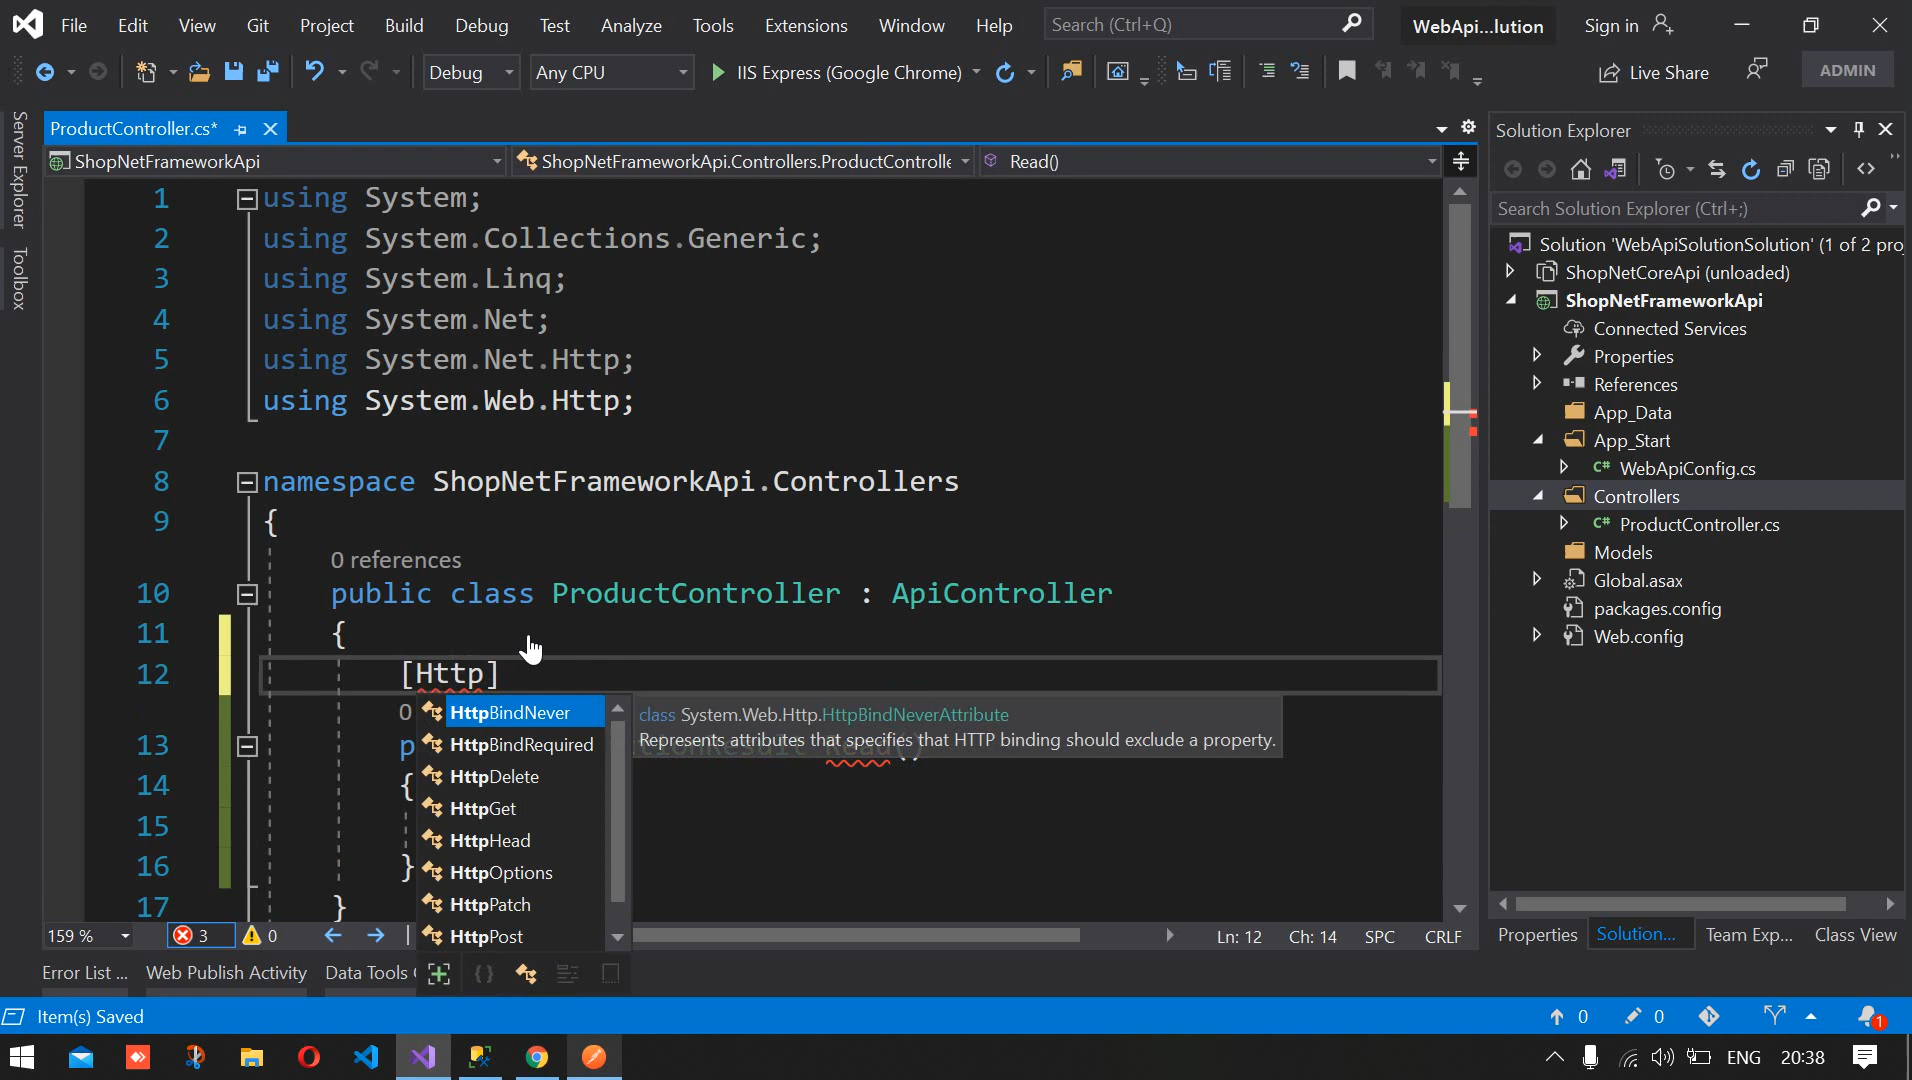 File Edit View Git Project Build Debug Test Tools Analyze Extensions Window Help Search (Ctrl+Q) WebApi...lution Sign in
Debug Any CPU IIS Express (Google Chrome) Live Share ADMIN
Server Explorer
Toolbox
ProductController.cs*
ShopNetFrameworkApi ShopNetFrameworkApi.Controllers.ProductControlle Read()
1 using System;
2 using System.Collections.Generic;
3 using System.Linq;
4 using System.Net;
5 using System.Net.Http;
6 using System.Web.Http;
7
8 namespace ShopNetFrameworkApi.Controllers
9 {
0 references
10 public class ProductController : ApiController
11 {
12 [Http]
0
13 p tionResult Read()
14 {
15
16 }
17 }
HttpBindNever
HttpBindRequired
HttpDelete
HttpGet
HttpHead
HttpOptions
HttpPatch
HttpPost
class System.Web.Http.HttpBindNeverAttribute
Represents attributes that specifies that HTTP binding should exclude a property.
159 % 3 0 Ln: 12 Ch: 14 SPC CRLF
Error List ... Web Publish Activity Data Tools
Solution Explorer
Search Solution Explorer (Ctrl+;)
Solution 'WebApiSolutionSolution' (1 of 2 pro
ShopNetCoreApi (unloaded)
ShopNetFrameworkApi
Connected Services
Properties
References
App_Data
App_Start
C# WebApiConfig.cs
Controllers
C# ProductController.cs
Models
Global.asax
packages.config
Web.config
Properties Solution... Team Exp... Class View
Item(s) Saved 0 0 1
ENG 20:38